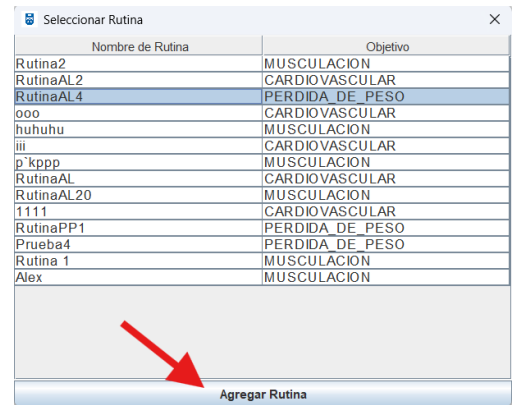 Seleccionar Rutina
Nombre de Rutina Objetivo
Rutina2 MUSCULACION
RutinaAL2 CARDIOVASCULAR
RutinaAL4 PERDIDA_DE_PESO
ooo CARDIOVASCULAR
huhuhu MUSCULACION
iii CARDIOVASCULAR
p`kppp MUSCULACION
RutinaAL CARDIOVASCULAR
RutinaAL20 MUSCULACION
1111 CARDIOVASCULAR
RutinaPP1 PERDIDA_DE_PESO
Prueba4 PERDIDA_DE_PESO
Rutina 1 MUSCULACION
Alex MUSCULACION
Agregar Rutina